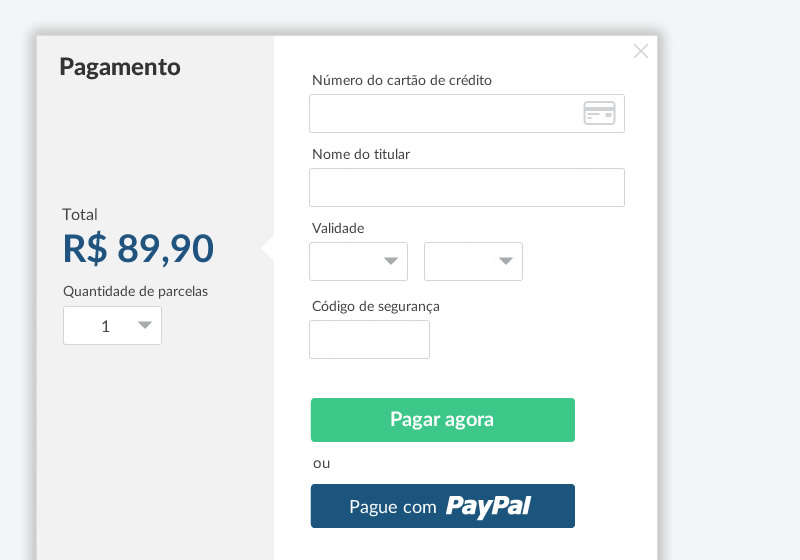 Pagamento
Total
R$ 89,90
Quantidade de parcelas
1
Número do cartão de crédito
Nome do titular
Validade
Código de segurança
Pagar agora
ou
Pague com PayPal